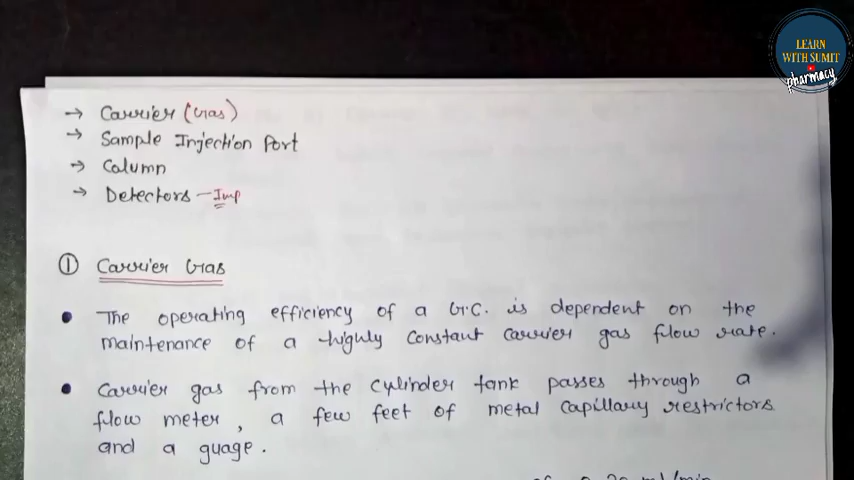 LEARN
WITH SUMIT
pharmacy
→ Carrier (Gas)
→ Sample Injection Port
→ Column
→ Detectors - Imp
① Carrier Gas
• The operating efficiency of a G.C. is dependent on the
maintenance of a highly constant carrier gas flow rate.
• Carrier gas from the cylinder tank passes through a
flow meter, a few feet of metal capillary restrictors
and a guage.
ml/min